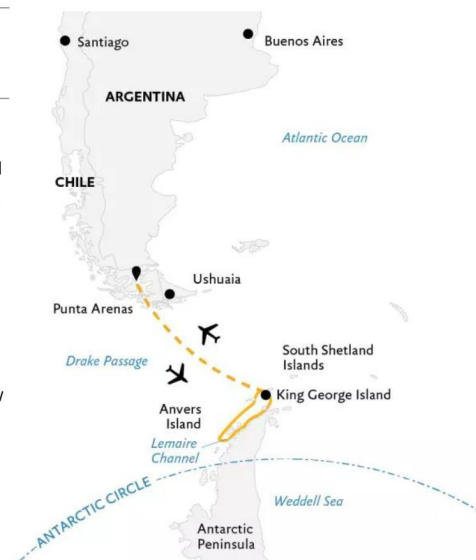 Santiago
Buenos Aires
ARGENTINA
Atlantic Ocean
CHILE
Ushuaia
Punta Arenas
Drake Passage
South Shetland
Islands
King George Island
Anvers
Island
Lemaire
Channel
ANTARCTIC CIRCLE
Weddell Sea
Antarctic
Peninsula